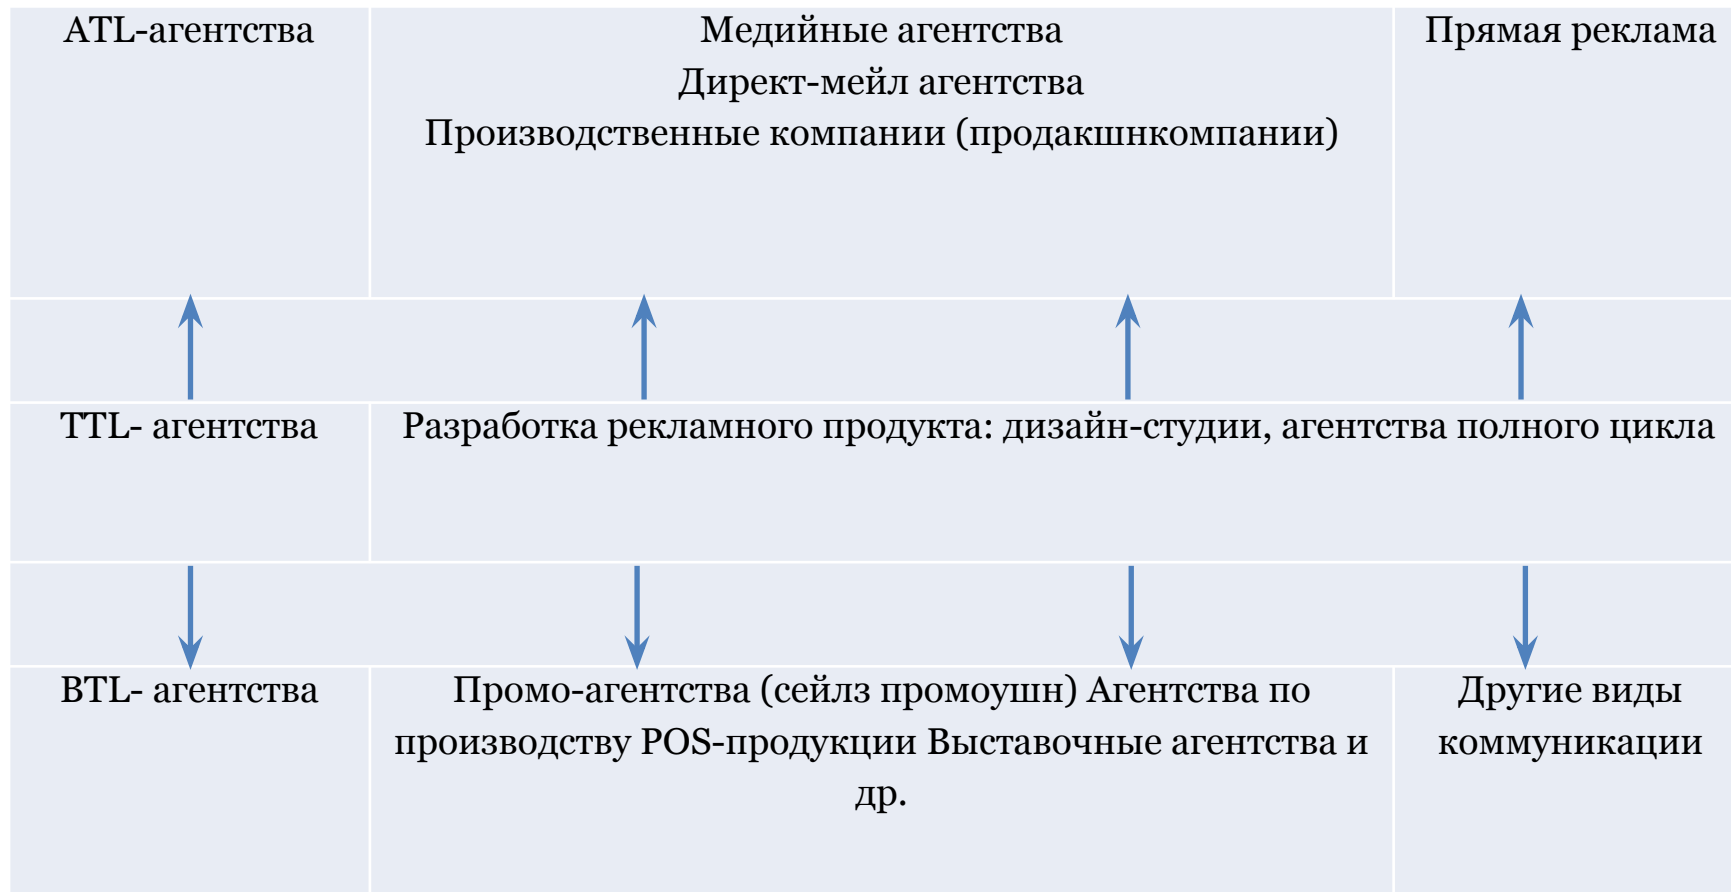 ATL-агентства
Медийные агентства
Директ-мейл агентства
Производственные компании (продакшнкомпании)
Прямая реклама
TTL- агентства
Разработка рекламного продукта: дизайн-студии, агентства полного цикла
BTL- агентства
Промо-агентства (сейлз промоушн) Агентства по
производству POS-продукции Выставочные агентства и
др.
Другие виды
коммуникации